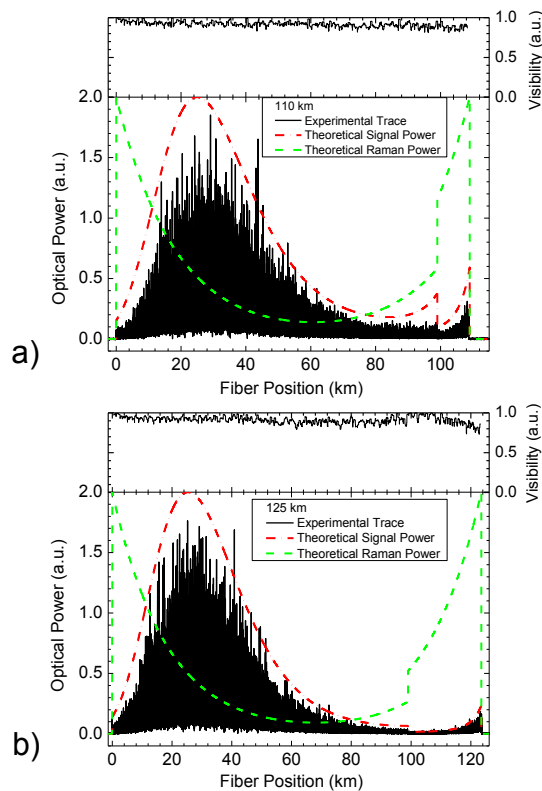 1.0
0.5
0.0
Visibility (a.u.)
2.0
1.5
1.0
0.5
0.0
Optical Power (a.u.)
110 km
Experimental Trace
Theoretical Signal Power
Theoretical Raman Power
0 20 40 60 80 100
Fiber Position (km)
a)
1.0
0.5
0.0
Visibility (a.u.)
2.0
1.5
1.0
0.5
0.0
Optical Power (a.u.)
125 km
Experimental Trace
Theoretical Signal Power
Theoretical Raman Power
0 20 40 60 80 100 120
Fiber Position (km)
b)